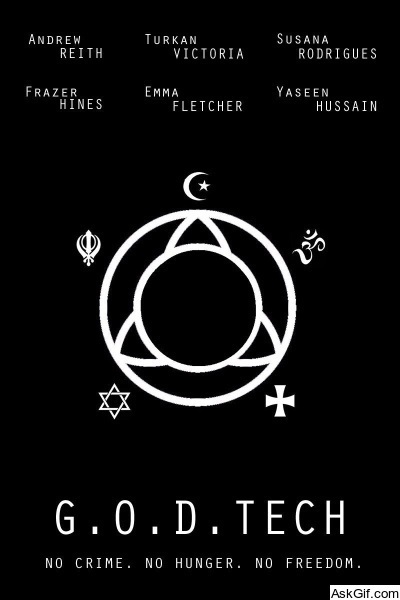 Andrew Turkan Susana
REITH VICTORIA RODRIGUES
Frazer Emma Yaseen
HINES FLETCHER HUSSAIN
ॐ
G.O.D.TECH
NO CRIME. NO HUNGER. NO FREEDOM.
AskGif.com